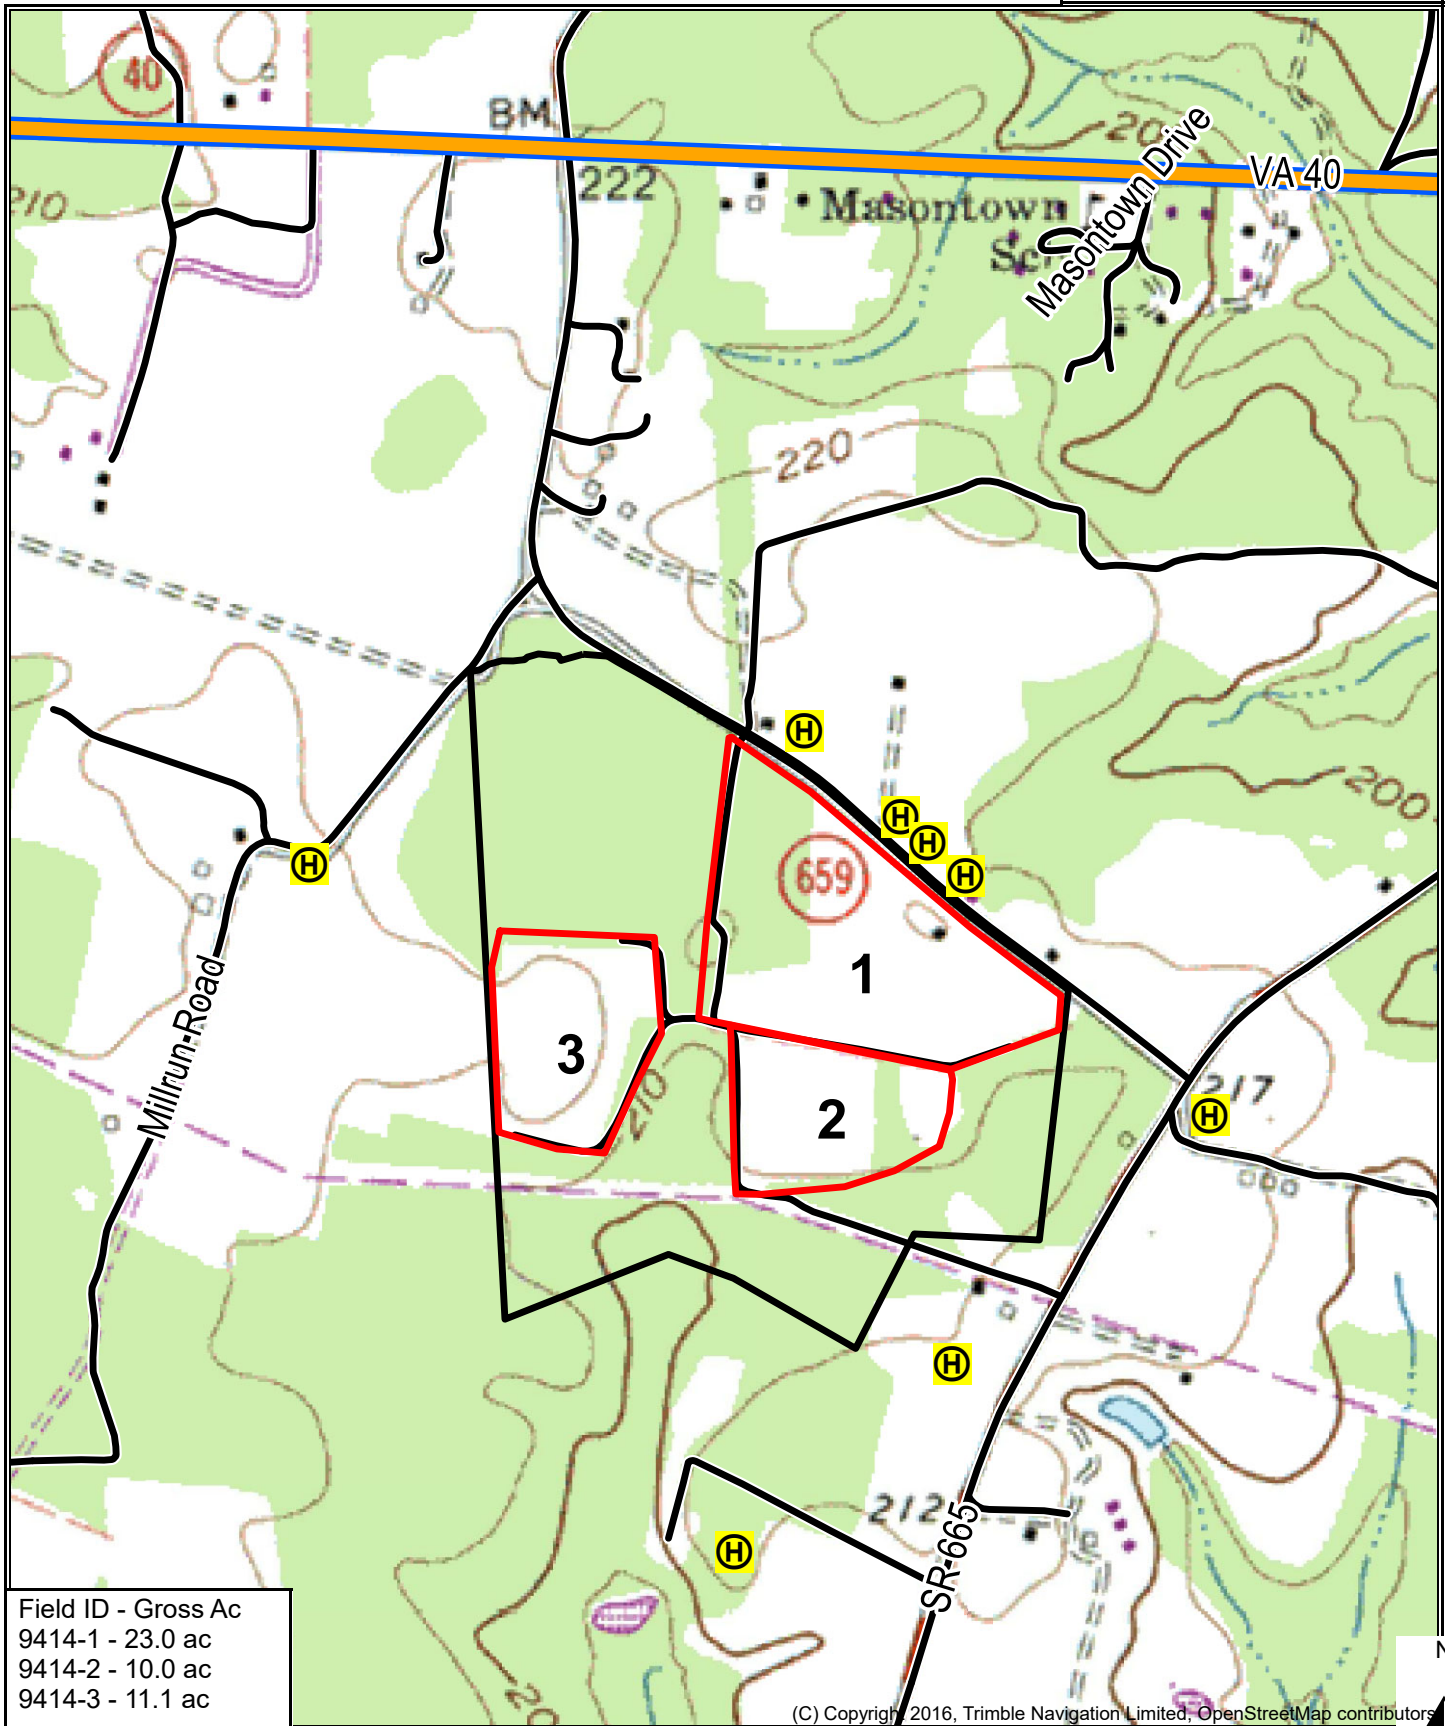 40
BM
222
VA 40
Masontown Drive
210
Masontown
Sc
220
200
H
H
H
H
659
H
1
3
2
210
Millrun Road
217
H
H
212
H
SR-665
20
Field ID - Gross Ac
9414-1 - 23.0 ac
9414-2 - 10.0 ac
9414-3 - 11.1 ac
N
(C) Copyright 2016, Trimble Navigation Limited, OpenStreetMap contributors